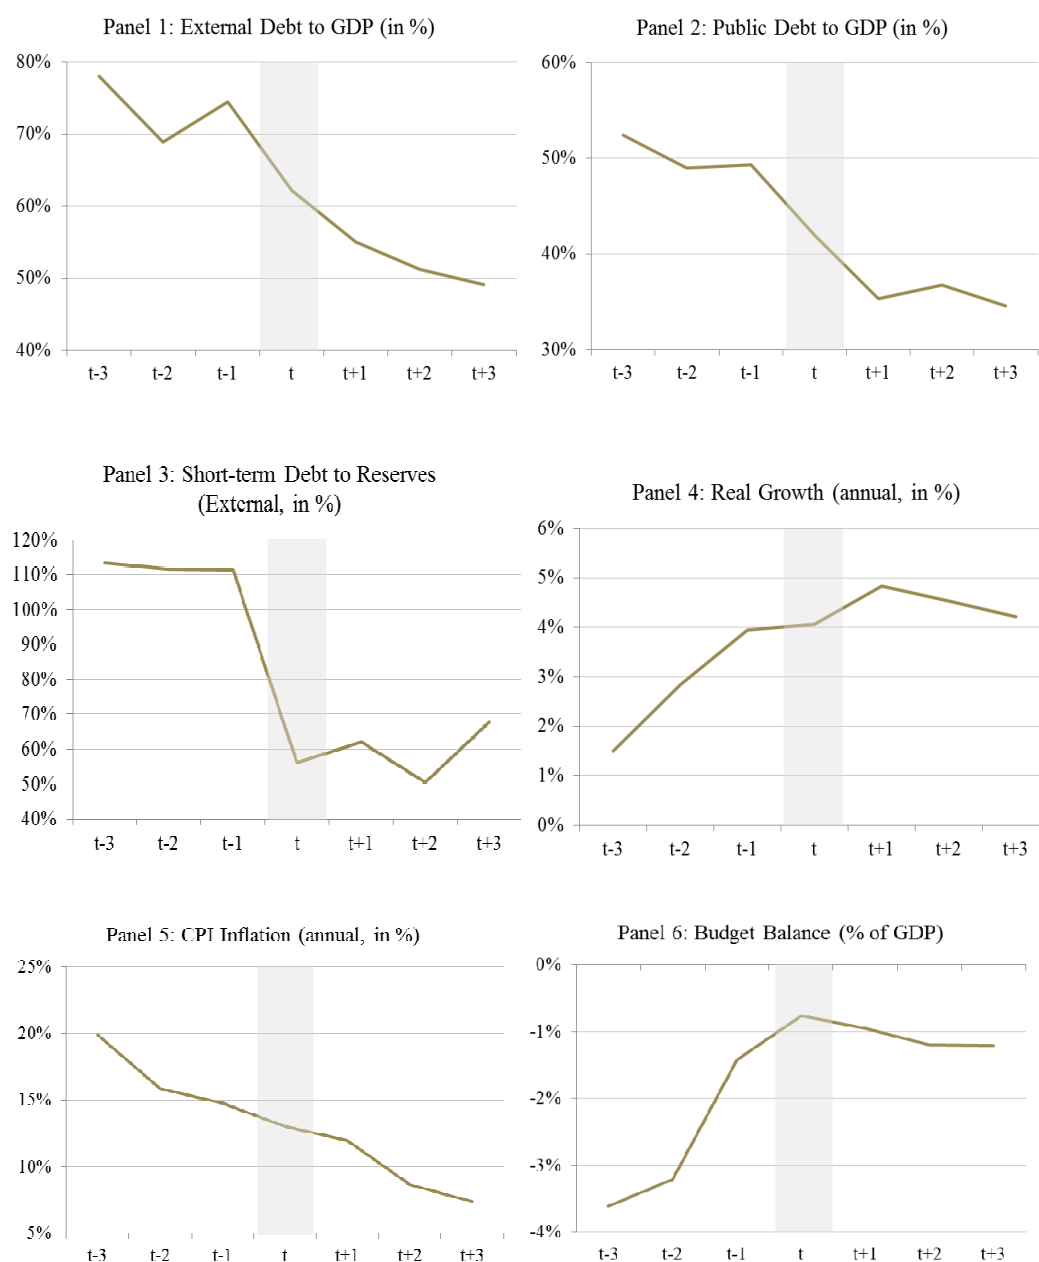 Panel 1: External Debt to GDP (in %)
80%
70%
60%
50%
40%
t-3 t-2 t-1 t t+1 t+2 t+3
Panel 2: Public Debt to GDP (in %)
60%
50%
40%
30%
t-3 t-2 t-1 t t+1 t+2 t+3
Panel 3: Short-term Debt to Reserves
(External, in %)
120%
110%
100%
90%
80%
70%
60%
50%
40%
t-3 t-2 t-1 t t+1 t+2 t+3
Panel 4: Real Growth (annual, in %)
6%
5%
4%
3%
2%
1%
0%
t-3 t-2 t-1 t t+1 t+2 t+3
Panel 5: CPI Inflation (annual, in %)
25%
20%
15%
10%
5%
t-3 t-2 t-1 t t+1 t+2 t+3
Panel 6: Budget Balance (% of GDP)
0%
-1%
-2%
-3%
-4%
t-3 t-2 t-1 t t+1 t+2 t+3